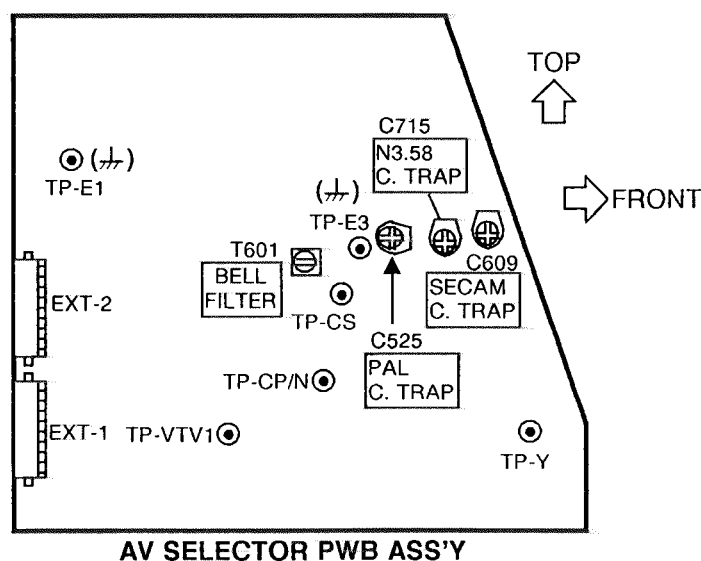 TOP
FRONT
C715
N3.58
C. TRAP
TP-E1
TP-E3
T601
BELL
FILTER
C609
SECAM
C. TRAP
EXT-2
TP-CS
C525
PAL
C. TRAP
TP-CP/N
EXT-1
TP-VTV1
TP-Y
AV SELECTOR PWB ASS'Y